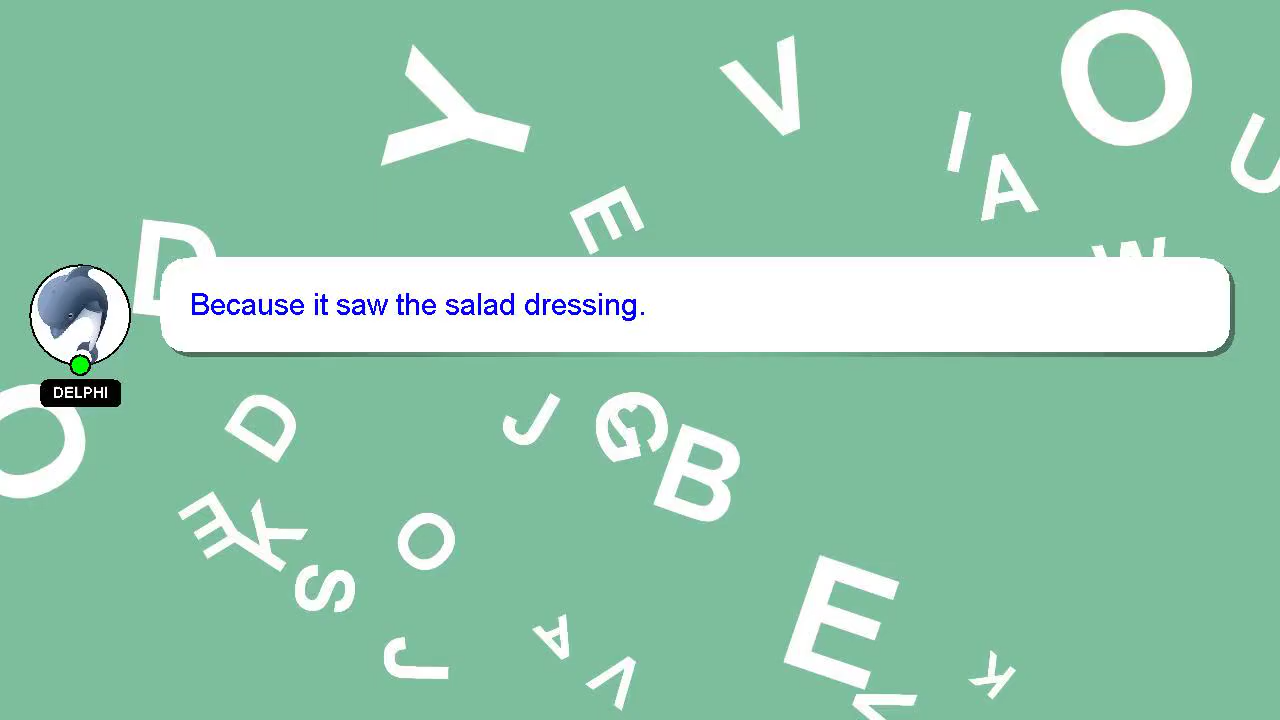 Y
V
O
I
A
U
E
D
W
Because it saw the salad dressing.
DELPHI
O
D
J
G
B
E
K
O
S
E
J
A
V
K
V